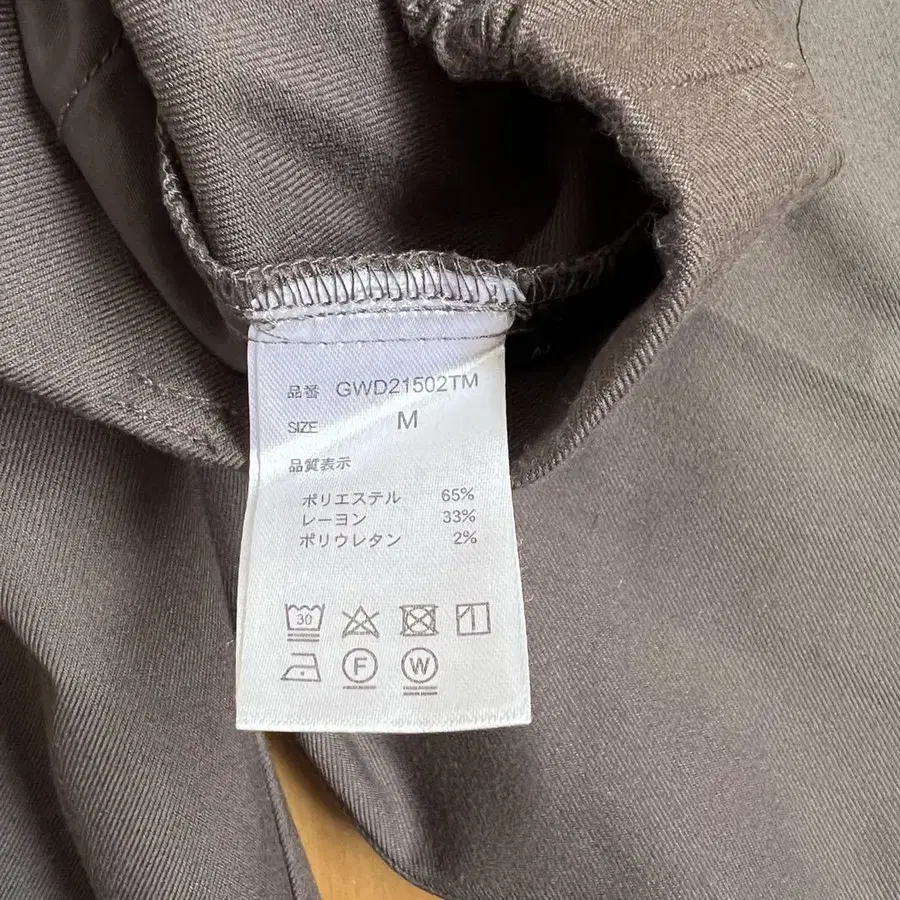 品番 GWD21502TM
SIZE M
品質表示
ポリエステル 65%
レーヨン 33%
ポリウレタン 2%
30
F W